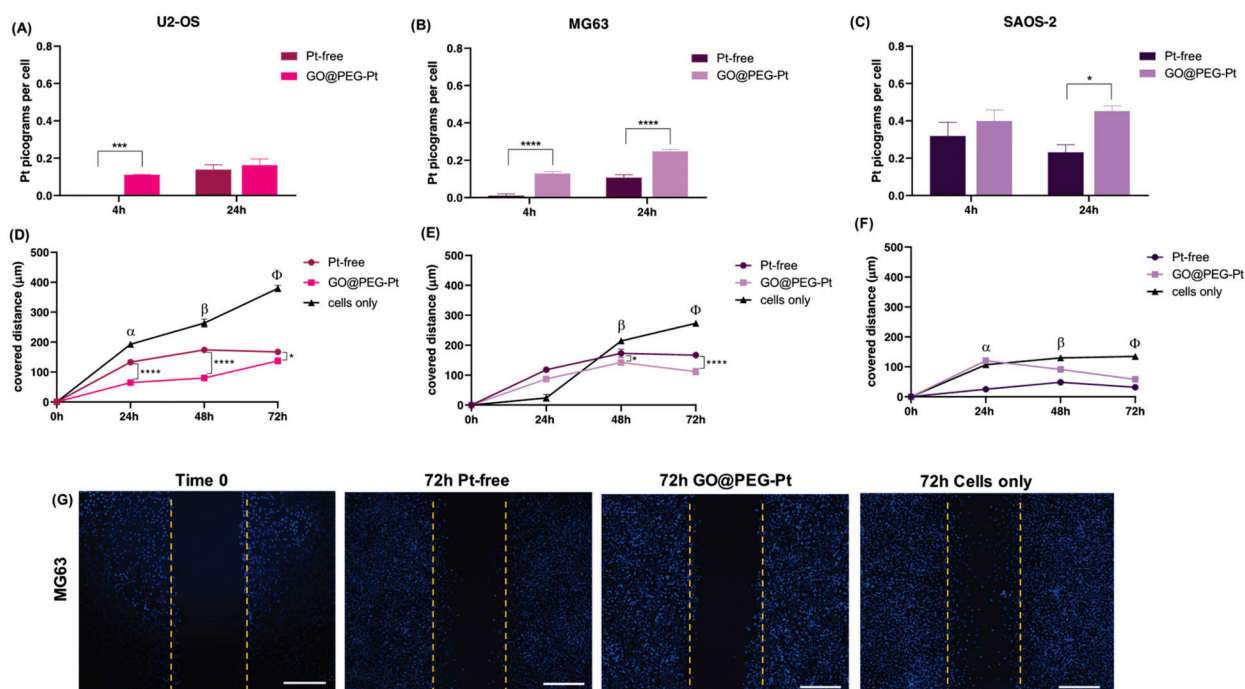 (A)
U2-OS
Pt picograms per cell
0.8
0.6
0.4
0.2
0.0
***
4h
24h
Pt-free
GO@PEG-Pt
(B)
MG63
Pt picograms per cell
0.8
0.6
0.4
0.2
0.0
****
****
4h
24h
Pt-free
GO@PEG-Pt
(C)
SAOS-2
Pt picograms per cell
0.8
0.6
0.4
0.2
0.0
*
4h
24h
Pt-free
GO@PEG-Pt
(D)
covered distance (μm)
500
400
300
200
100
0
α
β
Φ
****
****
*
0h
24h
48h
72h
Pt-free
GO@PEG-Pt
cells only
(E)
covered distance (μm)
500
400
300
200
100
0
β
Φ
*
****
0h
24h
48h
72h
Pt-free
GO@PEG-Pt
cells only
(F)
covered distance (μm)
500
400
300
200
100
0
α
β
Φ
0h
24h
48h
72h
Pt-free
GO@PEG-Pt
cells only
(G)
Time 0
72h Pt-free
72h GO@PEG-Pt
72h Cells only
MG63